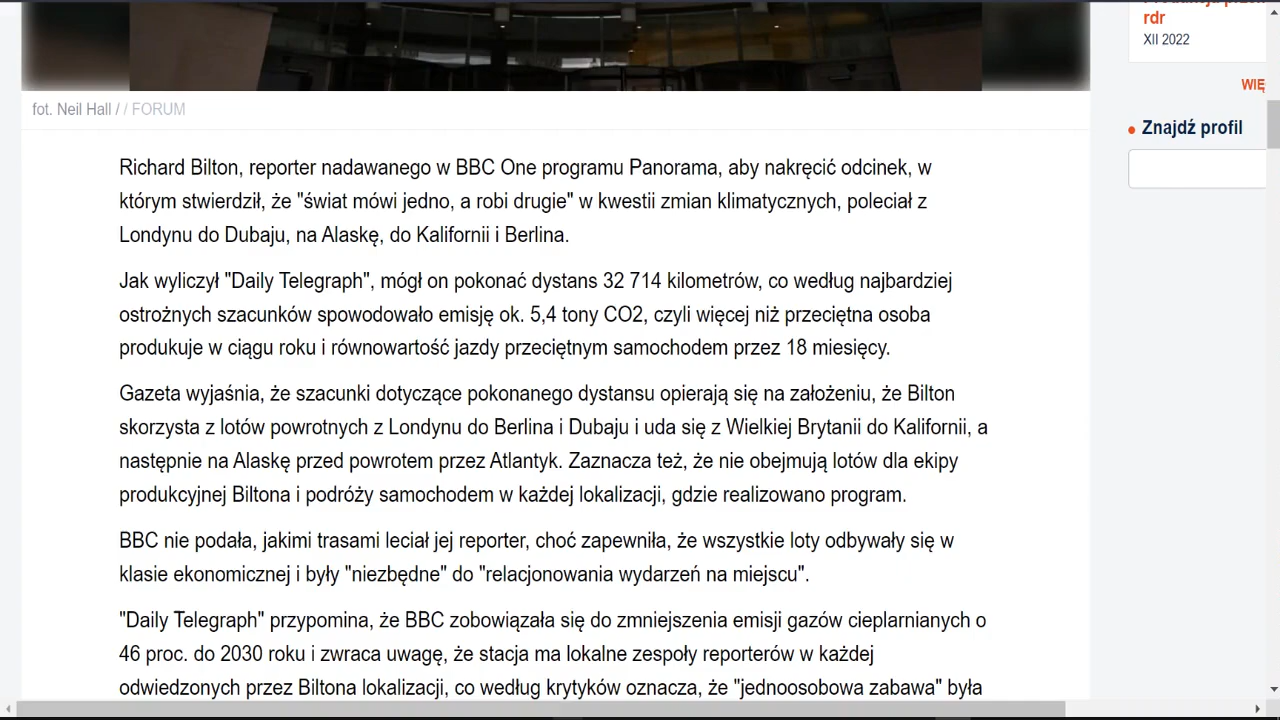 rdr
XII 2022
WIĘ
fot. Neil Hall / / FORUM
Znajdź profil
Richard Bilton, reporter nadawanego w BBC One programu Panorama, aby nakręcić odcinek, w
którym stwierdził, że "świat mówi jedno, a robi drugie" w kwestii zmian klimatycznych, poleciał z
Londynu do Dubaju, na Alaskę, do Kalifornii i Berlina.
Jak wyliczył "Daily Telegraph", mógł on pokonać dystans 32 714 kilometrów, co według najbardziej
ostrożnych szacunków spowodowało emisję ok. 5,4 tony CO2, czyli więcej niż przeciętna osoba
produkuje w ciągu roku i równowartość jazdy przeciętnym samochodem przez 18 miesięcy.
Gazeta wyjaśnia, że szacunki dotyczące pokonanego dystansu opierają się na założeniu, że Bilton
skorzysta z lotów powrotnych z Londynu do Berlina i Dubaju i uda się z Wielkiej Brytanii do Kalifornii, a
następnie na Alaskę przed powrotem przez Atlantyk. Zaznacza też, że nie obejmują lotów dla ekipy
produkcyjnej Biltona i podróży samochodem w każdej lokalizacji, gdzie realizowano program.
BBC nie podała, jakimi trasami leciał jej reporter, choć zapewniła, że wszystkie loty odbywały się w
klasie ekonomicznej i były "niezbędne" do "relacjonowania wydarzeń na miejscu".
"Daily Telegraph" przypomina, że BBC zobowiązała się do zmniejszenia emisji gazów cieplarnianych o
46 proc. do 2030 roku i zwraca uwagę, że stacja ma lokalne zespoły reporterów w każdej
odwiedzonych przez Biltona lokalizacji, co według krytyków oznacza, że "jednoosobowa zabawa" była